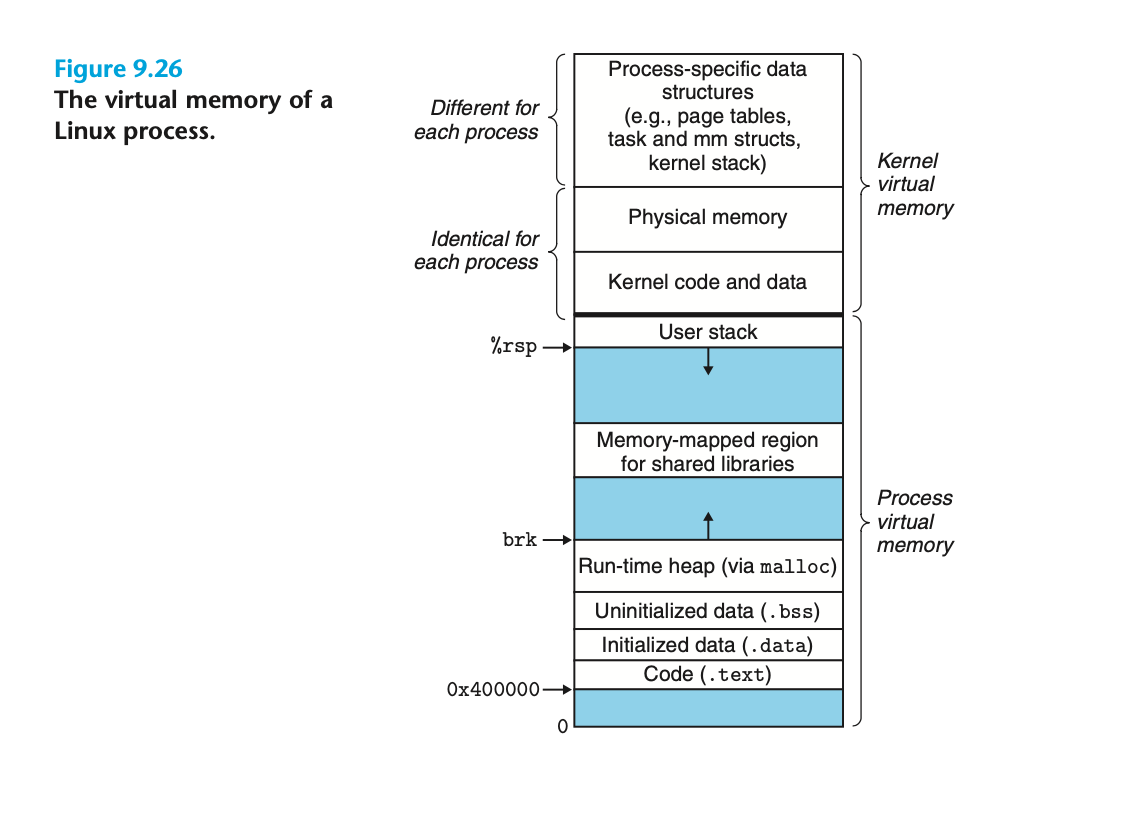 Figure 9.26
The virtual memory of a
Linux process.
Different for
each process
Process-specific data
structures
(e.g., page tables,
task and mm structs,
kernel stack)
Kernel
virtual
memory
Identical for
each process
Physical memory
Kernel code and data
User stack
%rsp
Memory-mapped region
for shared libraries
Process
virtual
memory
brk
Run-time heap (via malloc)
Uninitialized data (.bss)
Initialized data (.data)
Code (.text)
0x400000
0